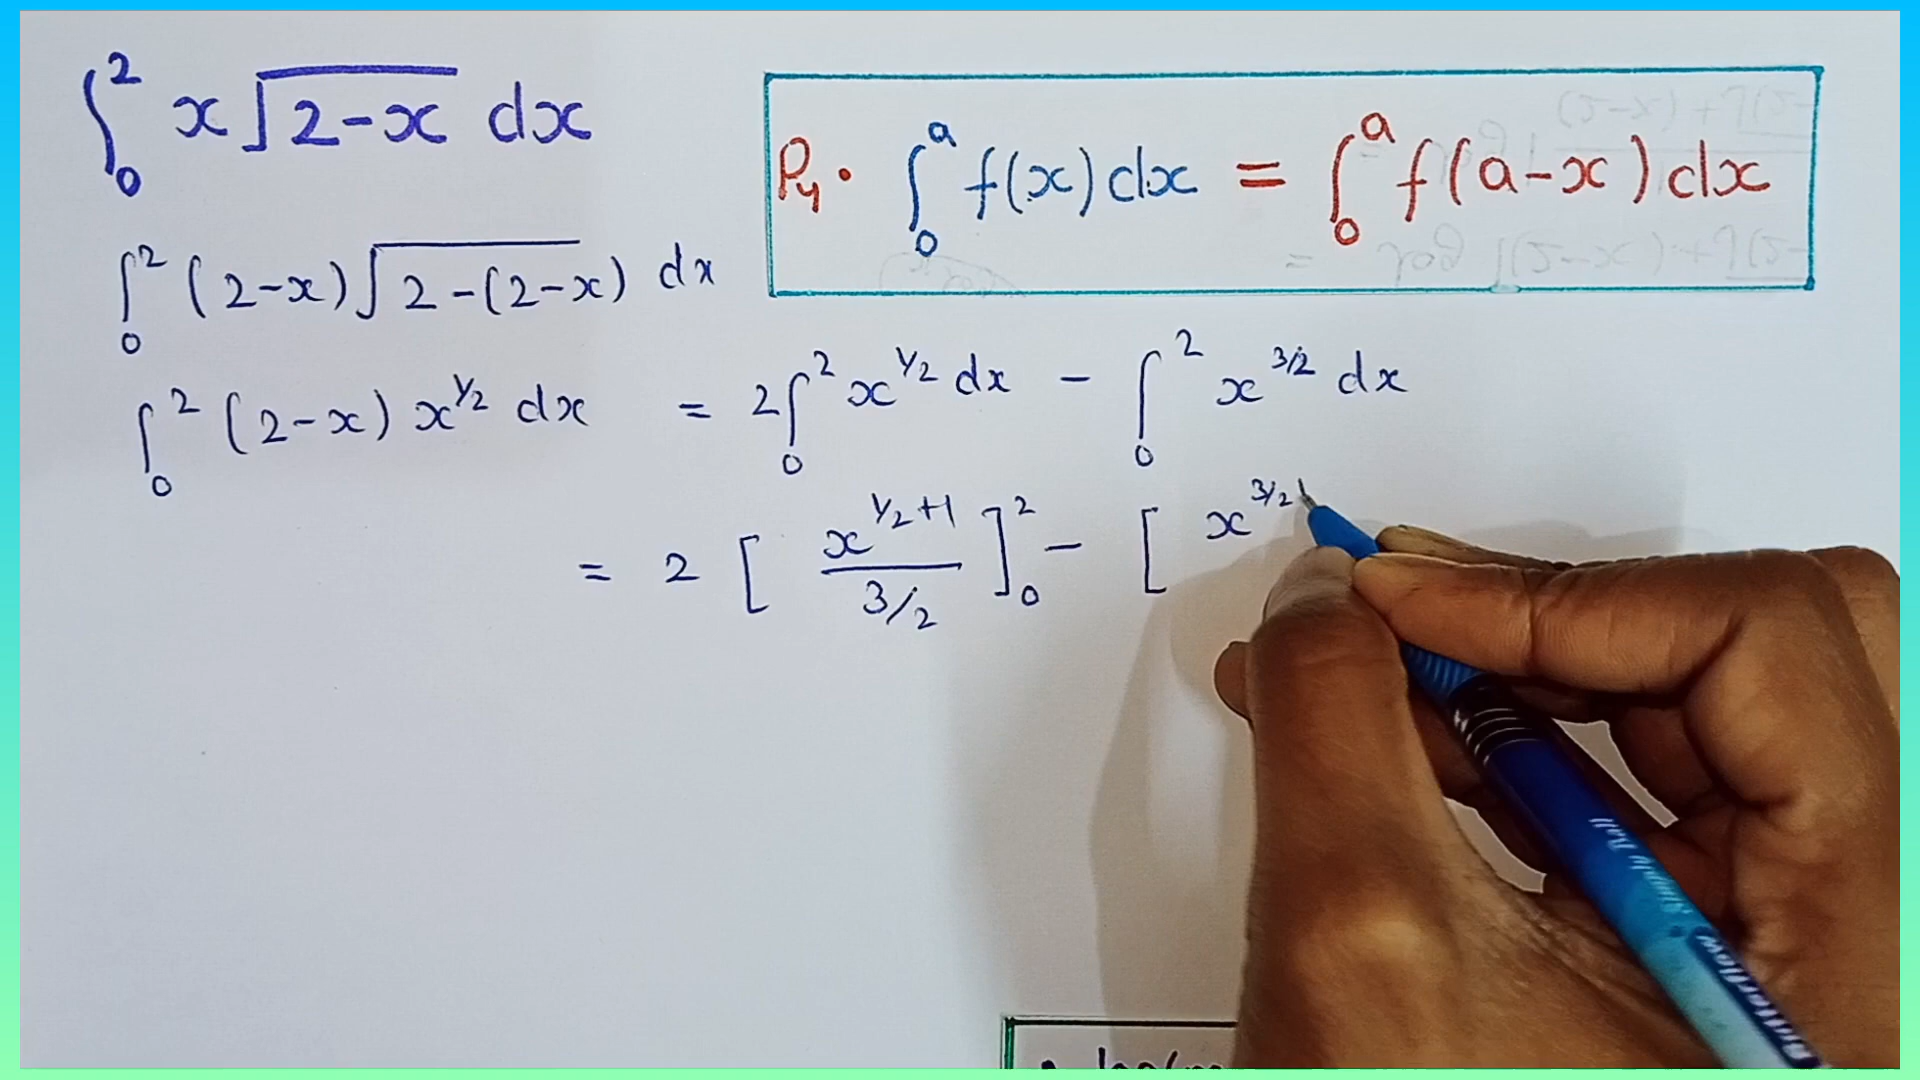 ∫₀² x√(2-x) dx
P₄. ∫₀ᵃ f(x) dx = ∫₀ᵃ f(a-x) dx
∫₀² (2-x)√(2-(2-x)) dx
∫₀² (2-x) x^(1/2) dx = 2∫₀² x^(1/2) dx - ∫₀² x^(3/2) dx
= 2 [ x^(1/2+1) / (3/2) ]₀² - [ x^(3/2
Butterflow